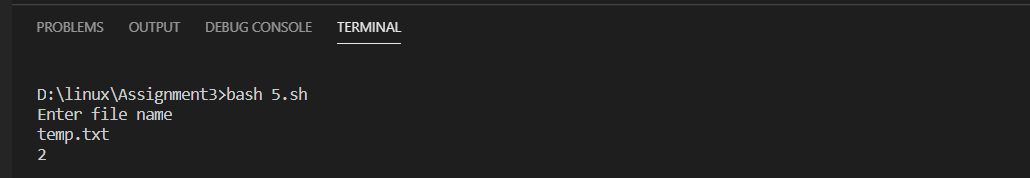 PROBLEMS OUTPUT DEBUG CONSOLE TERMINAL
D:\linux\Assignment3>bash 5.sh
Enter file name
temp.txt
2